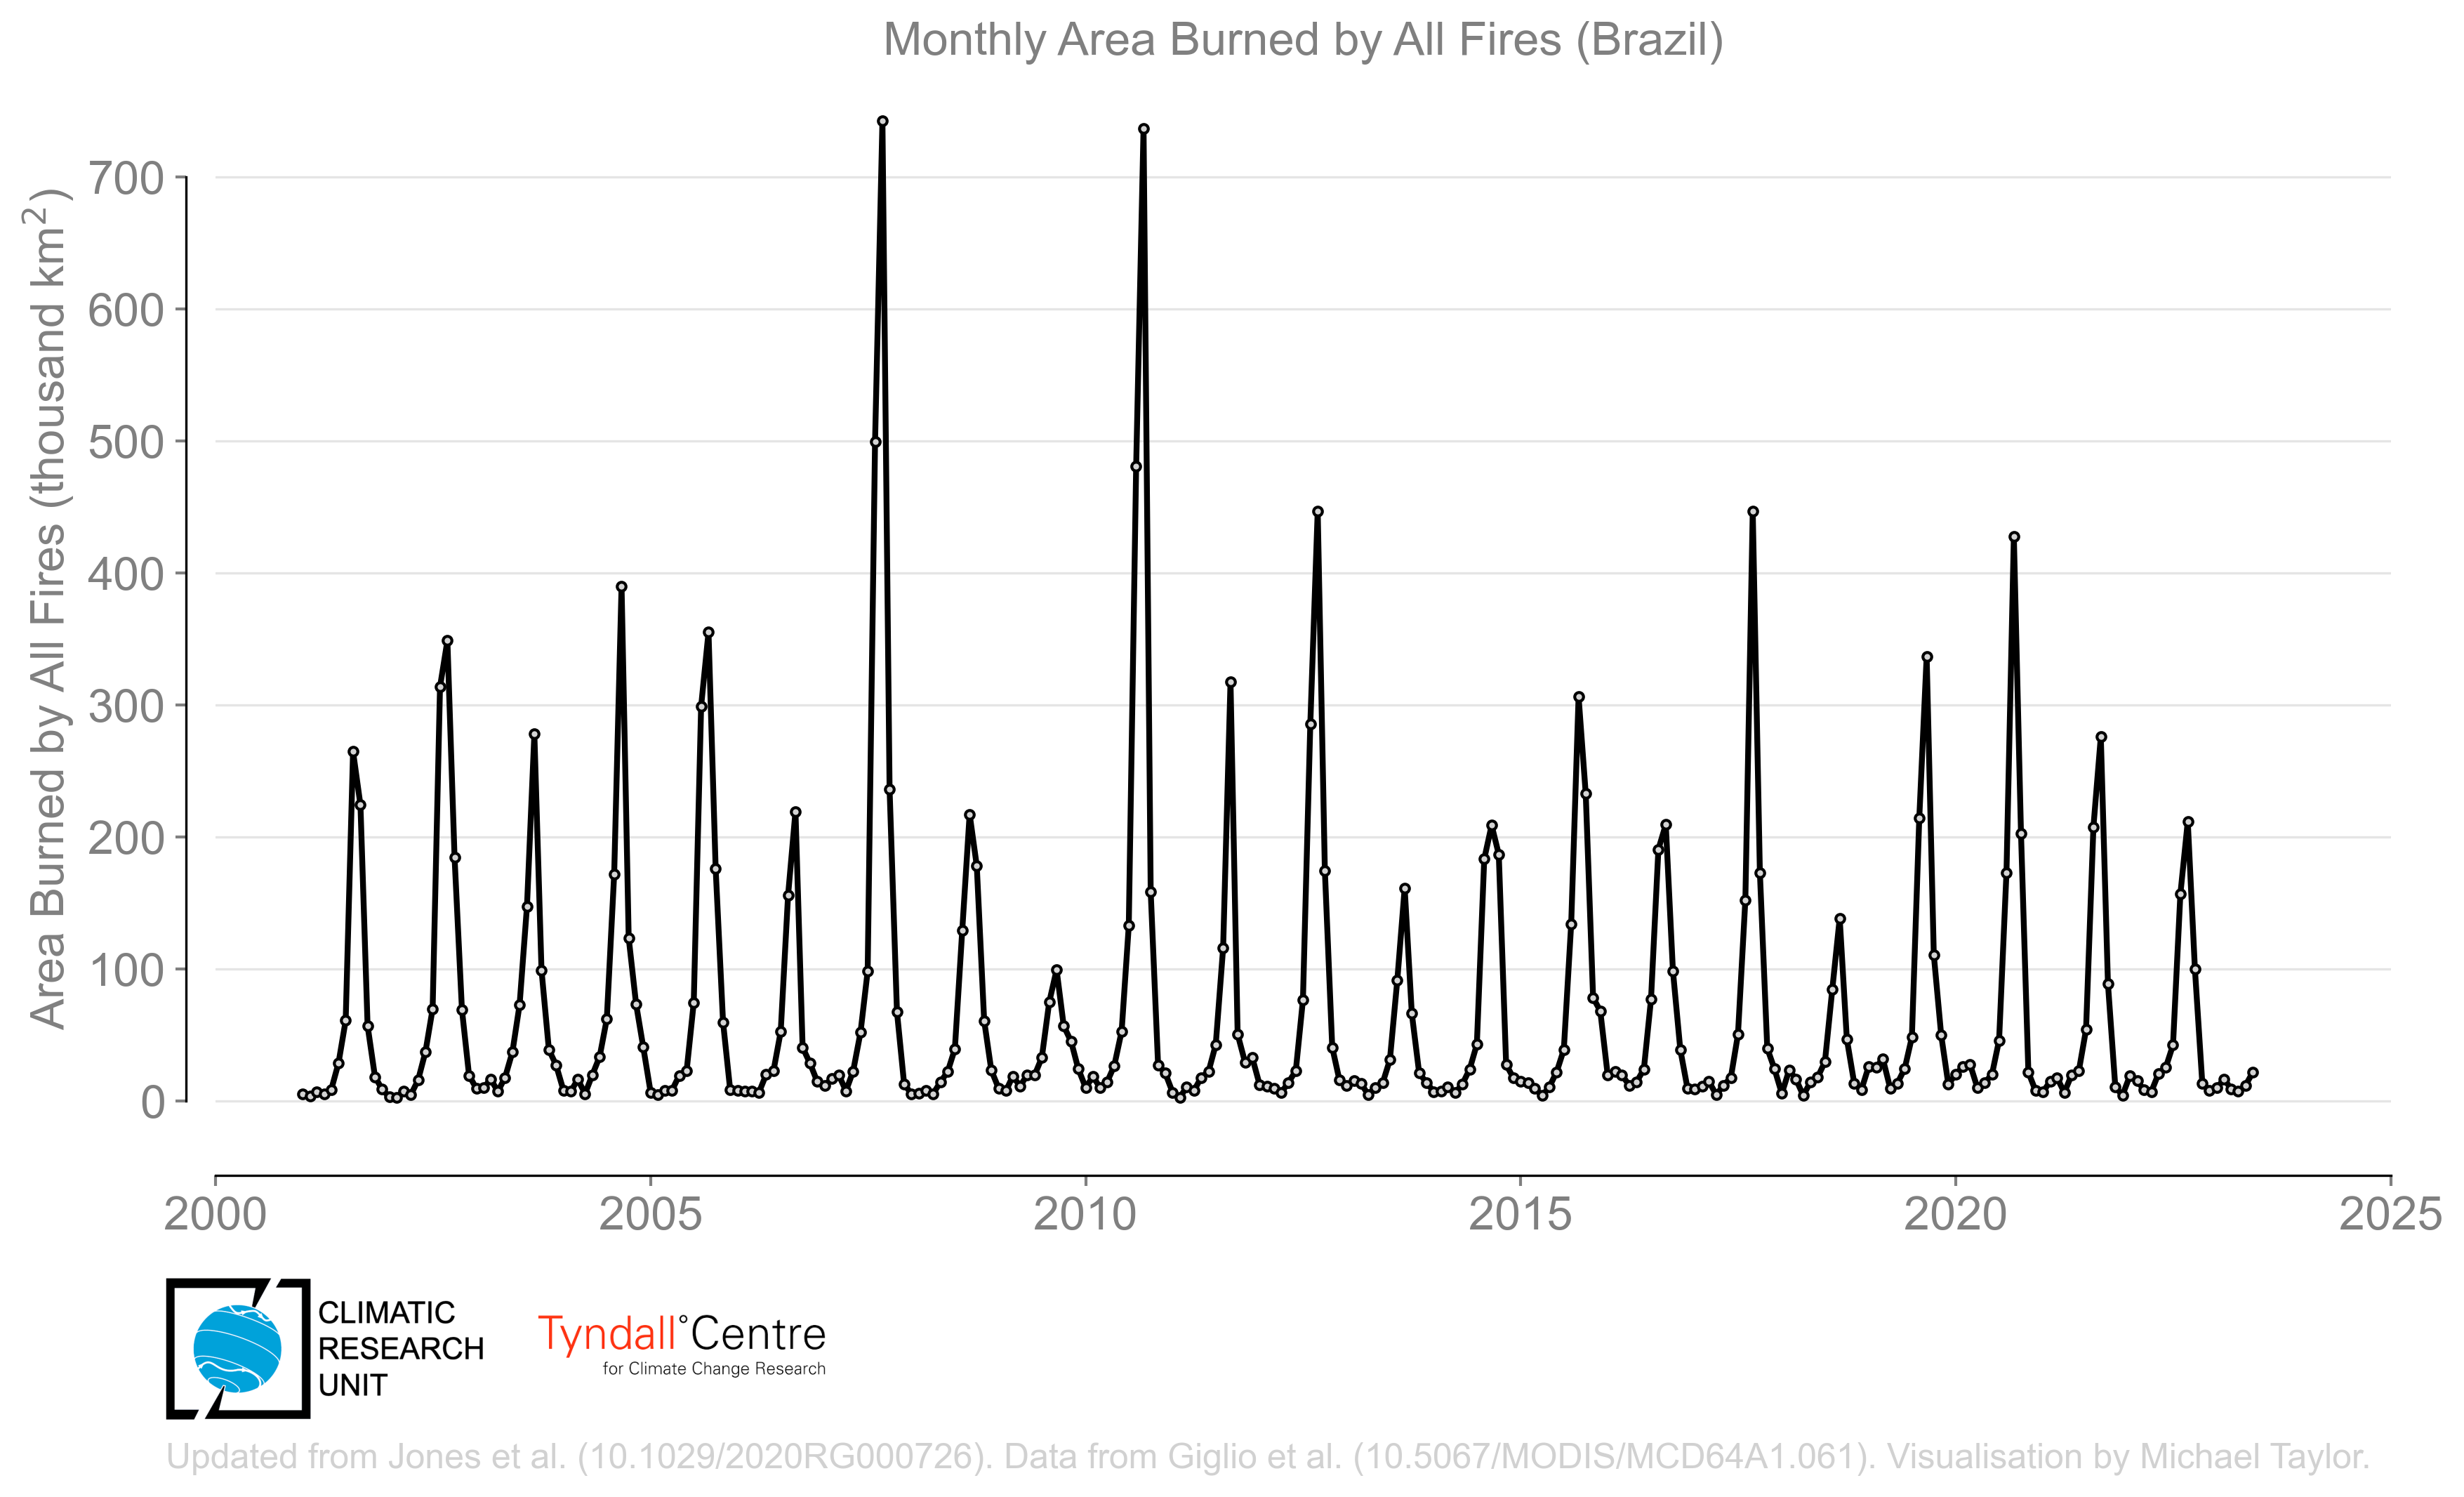 Monthly Area Burned by All Fires (Brazil)
Area Burned by All Fires (thousand km²)
700
600
500
400
300
200
100
0
2000 2005 2010 2015 2020 2025
CLIMATIC
RESEARCH
UNIT
Tyndall°Centre
for Climate Change Research
Updated from Jones et al. (10.1029/2020RG000726). Data from Giglio et al. (10.5067/MODIS/MCD64A1.061). Visualisation by Michael Taylor.